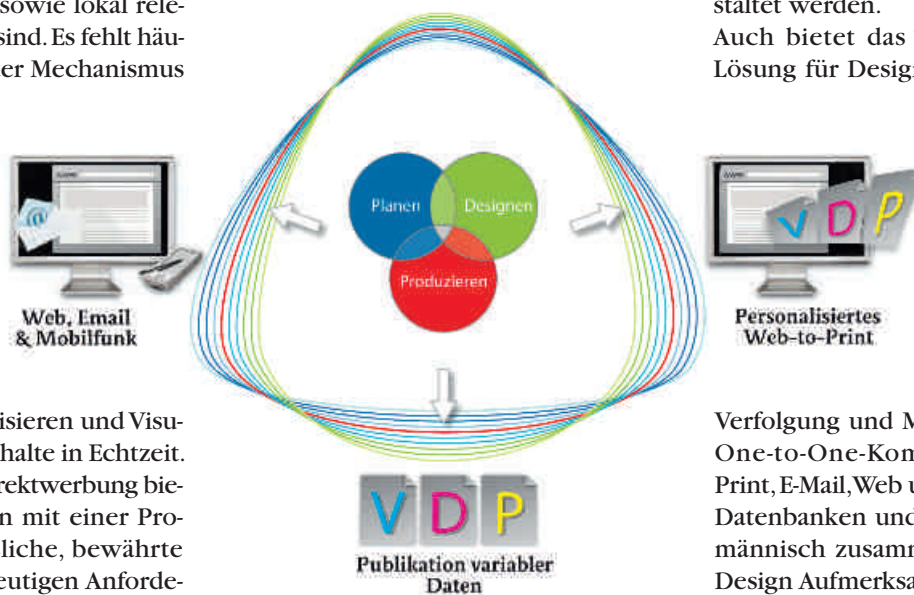 sowie lokal rele-
sind. Es fehlt häu-
er Mechanismus
staltet werden.
Auch bietet das
Lösung für Design
Planen
Designen
Produzieren
@
V D P
Web, Email
& Mobilfunk
Personalisiertes
Web-to-Print
isieren und Visu-
halte in Echtzeit.
rektwerbung bie-
n mit einer Pro-
liche, bewährte
eutigen Anforde-
V D P
Publikation variabler
Daten
Verfolgung und M
One-to-One-Kom
Print, E-Mail, Web u
Datenbanken und
männisch zusamm
Design Aufmerksa